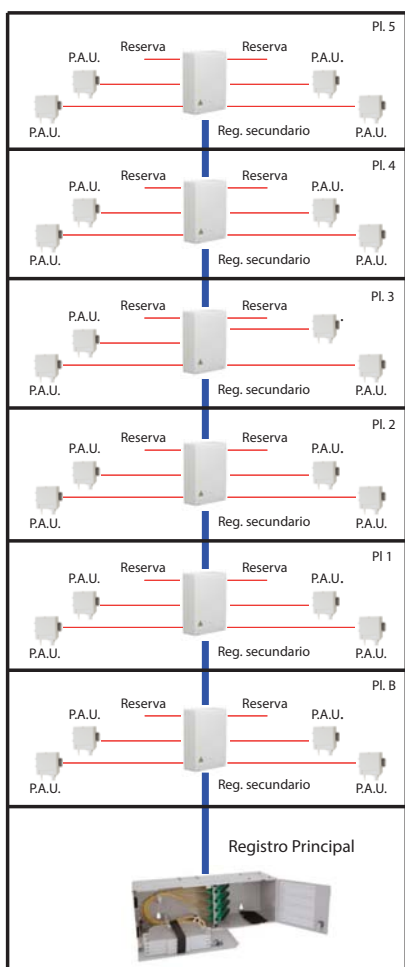 Pl. 5
Reserva Reserva
P.A.U. P.A.U.
P.A.U. Reg. secundario P.A.U.
Pl. 4
Reserva Reserva
P.A.U. P.A.U.
P.A.U. Reg. secundario P.A.U.
Pl. 3
Reserva Reserva
P.A.U. .
P.A.U. Reg. secundario P.A.U.
Pl. 2
Reserva Reserva
P.A.U. P.A.U.
P.A.U. Reg. secundario P.A.U.
Pl 1
Reserva Reserva
P.A.U. P.A.U.
P.A.U. Reg. secundario P.A.U.
Pl. B
Reserva Reserva
P.A.U. P.A.U.
P.A.U. Reg. secundario P.A.U.
Registro Principal